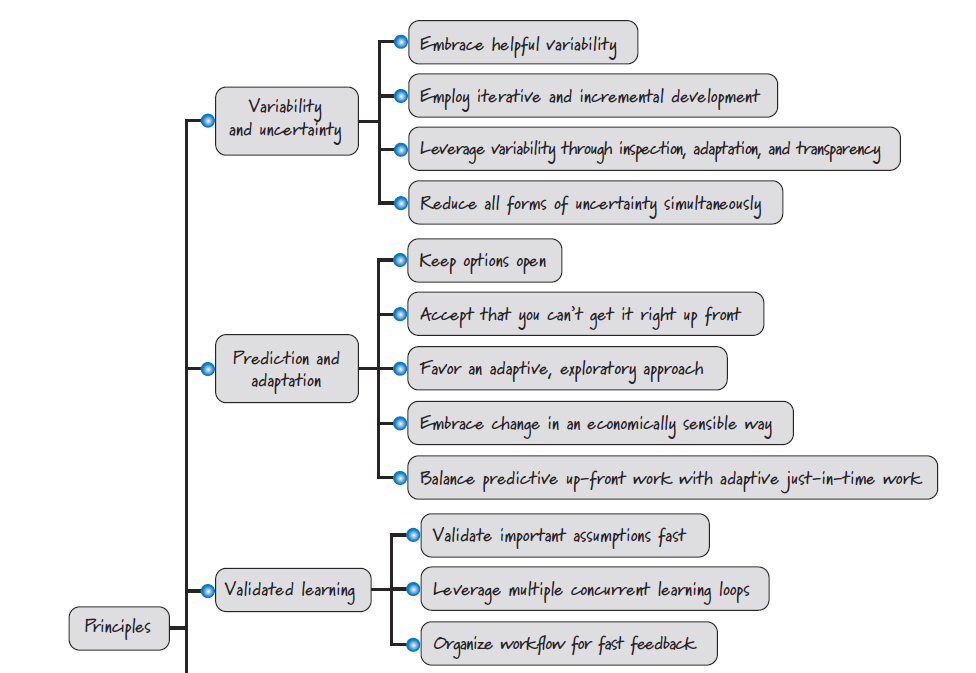 Embrace helpful variability
Employ iterative and incremental development
Variability
and uncertainty
Leverage variability through inspection, adaptation, and transparency
Reduce all forms of uncertainty simultaneously
Keep options open
Accept that you can't get it right up front
Prediction and
adaptation
Favor an adaptive, exploratory approach
Embrace change in an economically sensible way
Balance predictive up-front work with adaptive just-in-time work
Validate important assumptions fast
Validated learning
Leverage multiple concurrent learning loops
Principles
Organize workflow for fast feedback